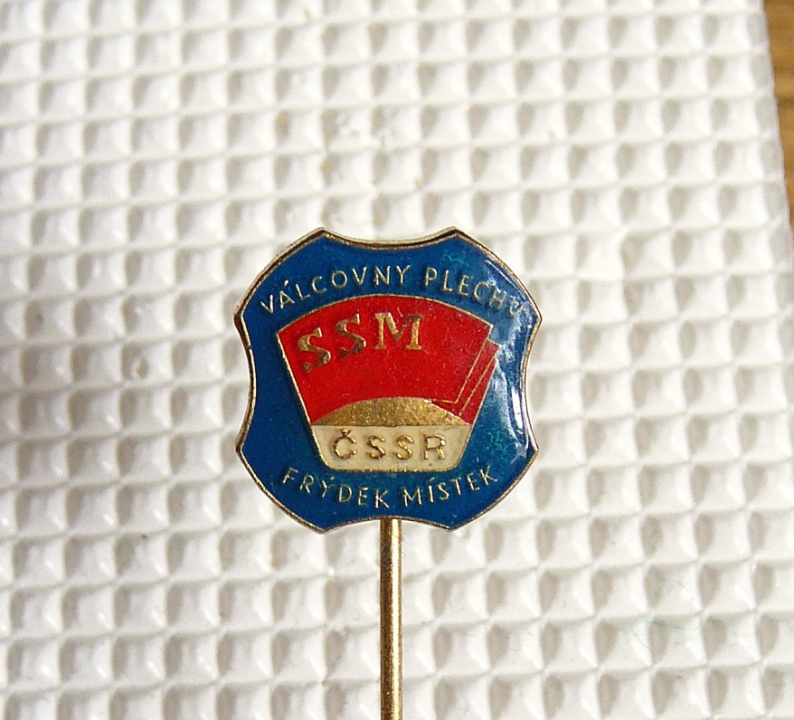 VÁLCOVNY PLECHU
SSM
ČSSR
FRÝDEK MÍSTEK